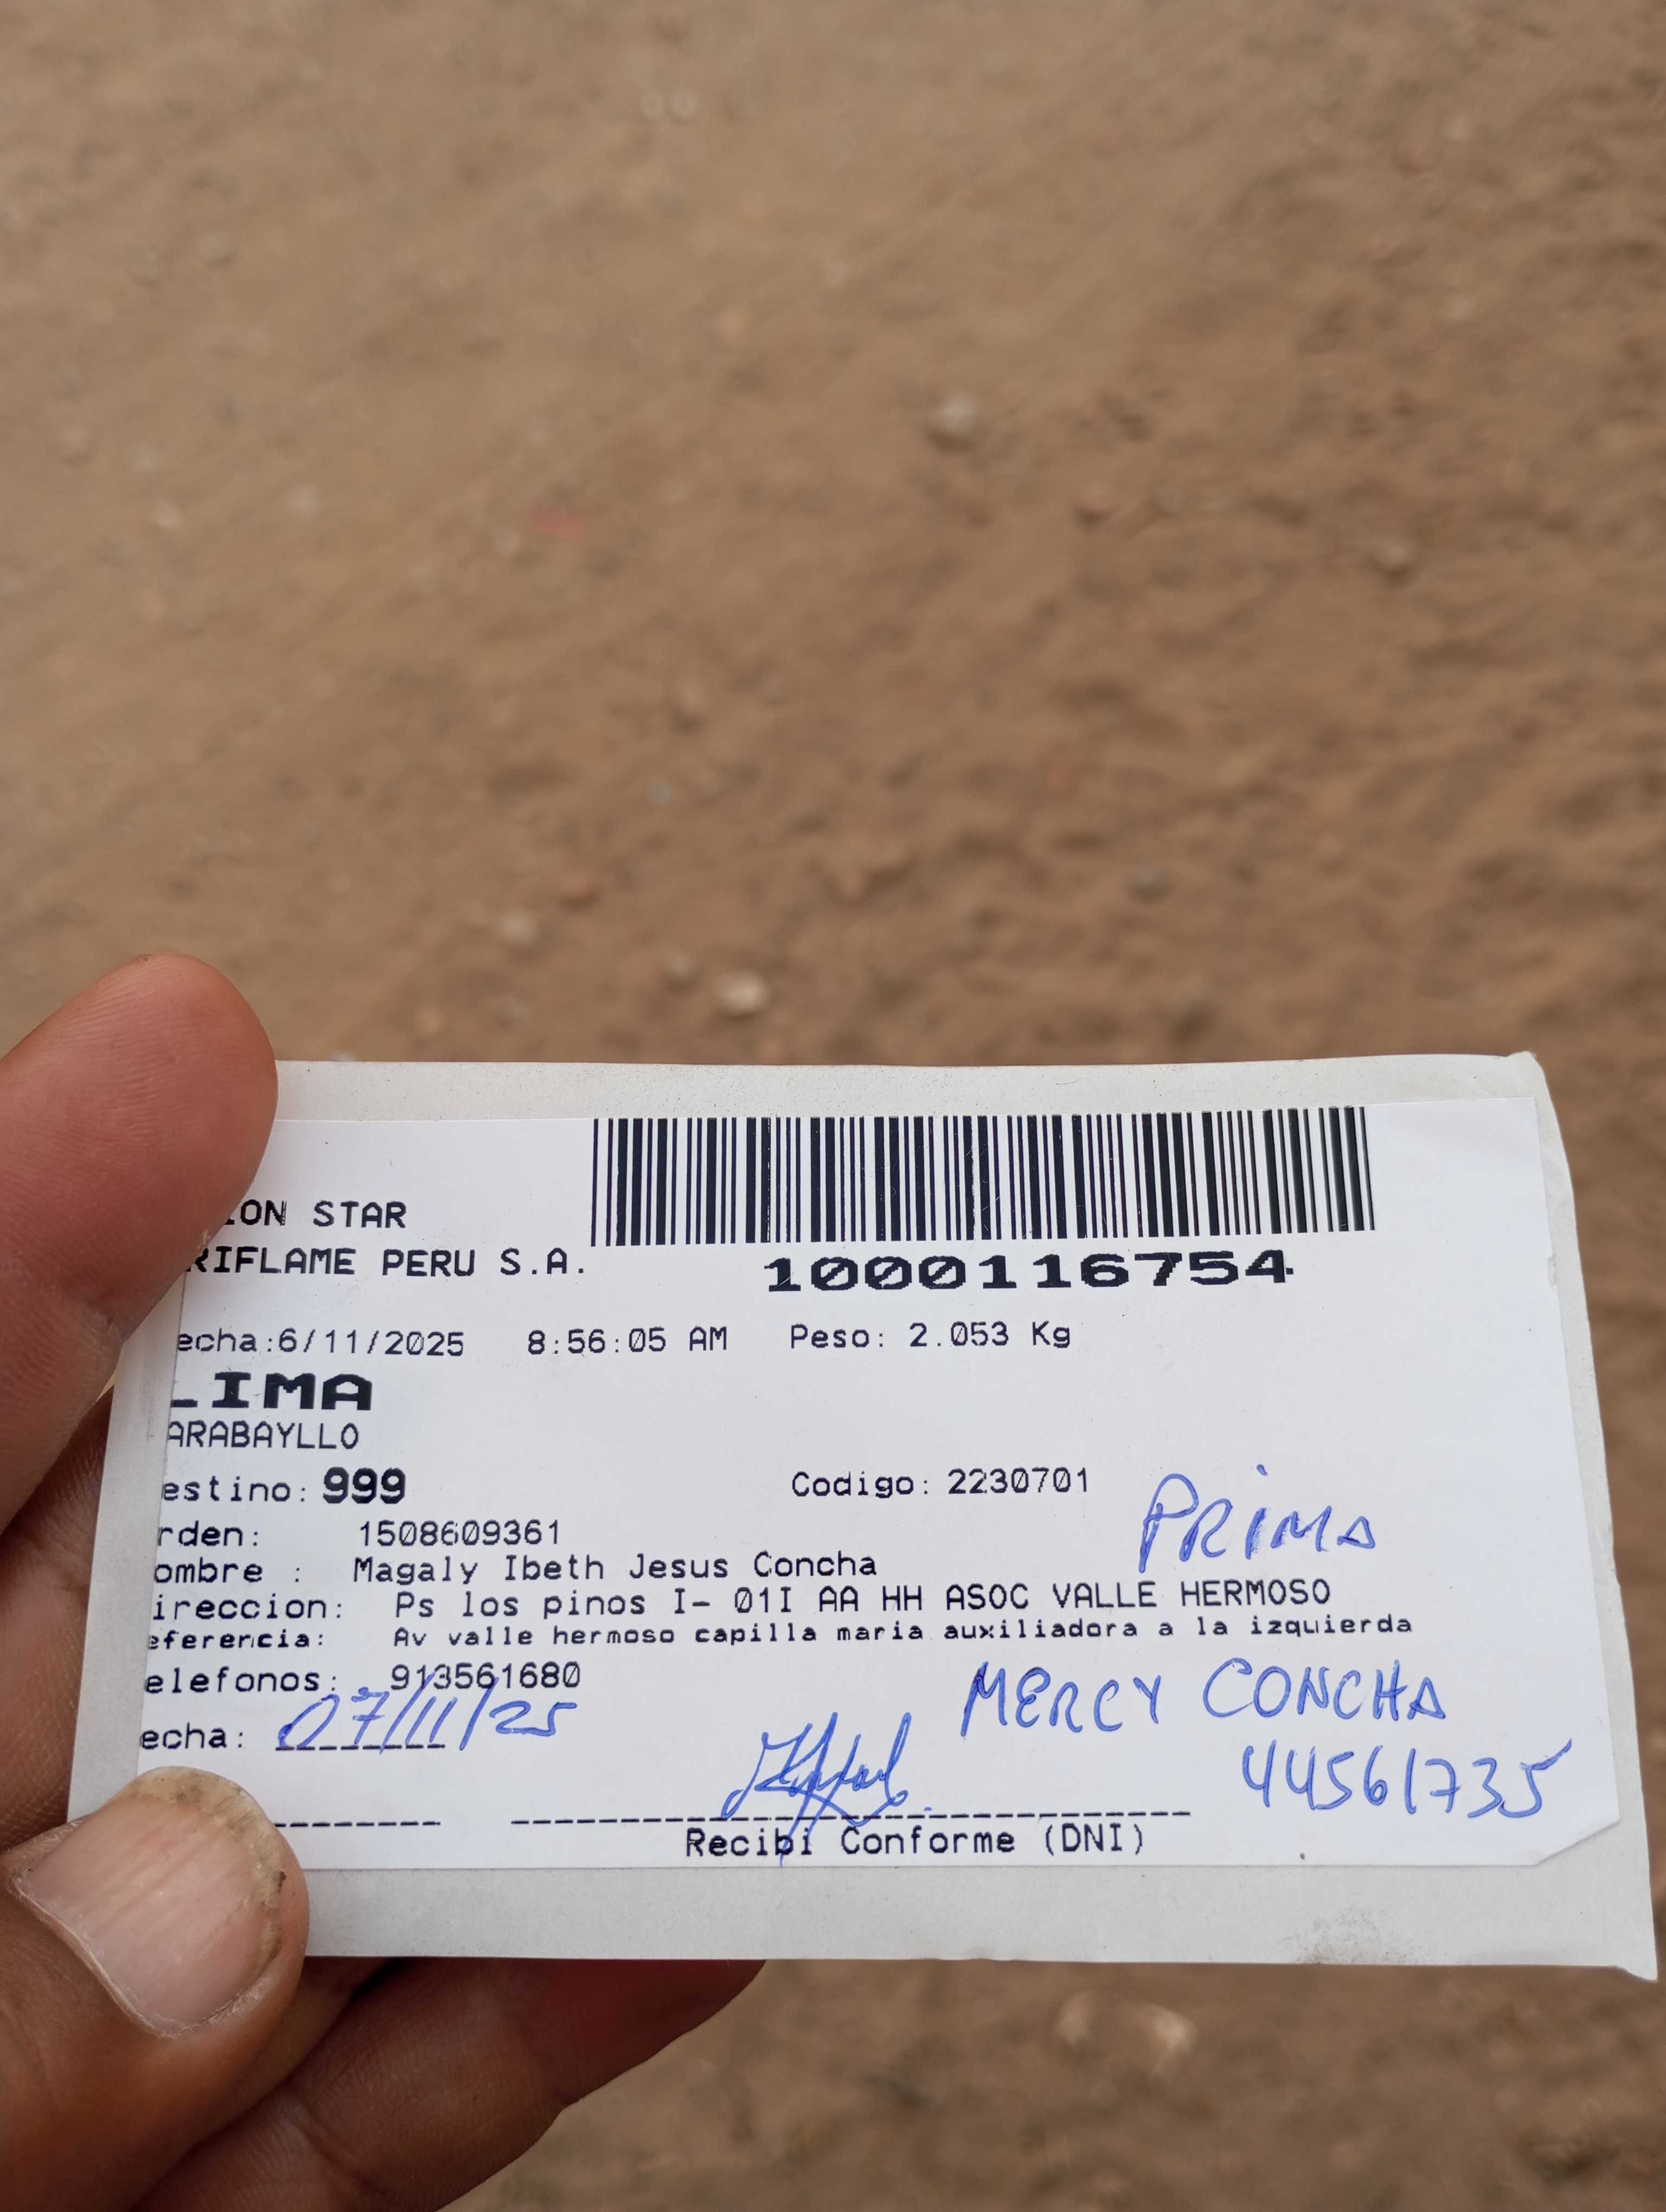 ION STAR
RIFLAME PERU S.A.
1000116754
echa:6/11/2025 8:56:05 AM Peso: 2.053 Kg
LIMA
ARABAYLLO
estino: 999 Codigo: 2230701
PRIMA
rden: 1508609361
ombre : Magaly Ibeth Jesus Concha
ireccion: Ps los pinos I- 01I AA HH ASOC VALLE HERMOSO
eferencia: Av valle hermoso capilla maria auxiliadora a la izquierda
elefonos: 913561680
MERCY CONCHA
echa: 07/11/25
44561735
Recibi Conforme (DNI)